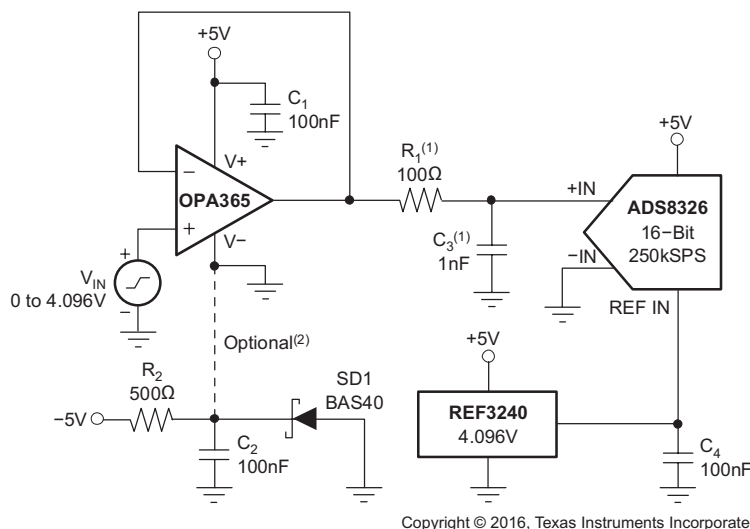 +5V
C1
100nF
V+
−
OPA365
+
V−
+
VIN
0 to 4.096V
−
R1(1)
100Ω
C3(1)
1nF
+5V
+IN
ADS8326
16−Bit
250kSPS
−IN
REF IN
Optional(2)
R2
500Ω
−5V
C2
100nF
SD1
BAS40
+5V
REF3240
4.096V
C4
100nF
Copyright © 2016, Texas Instruments Incorporate